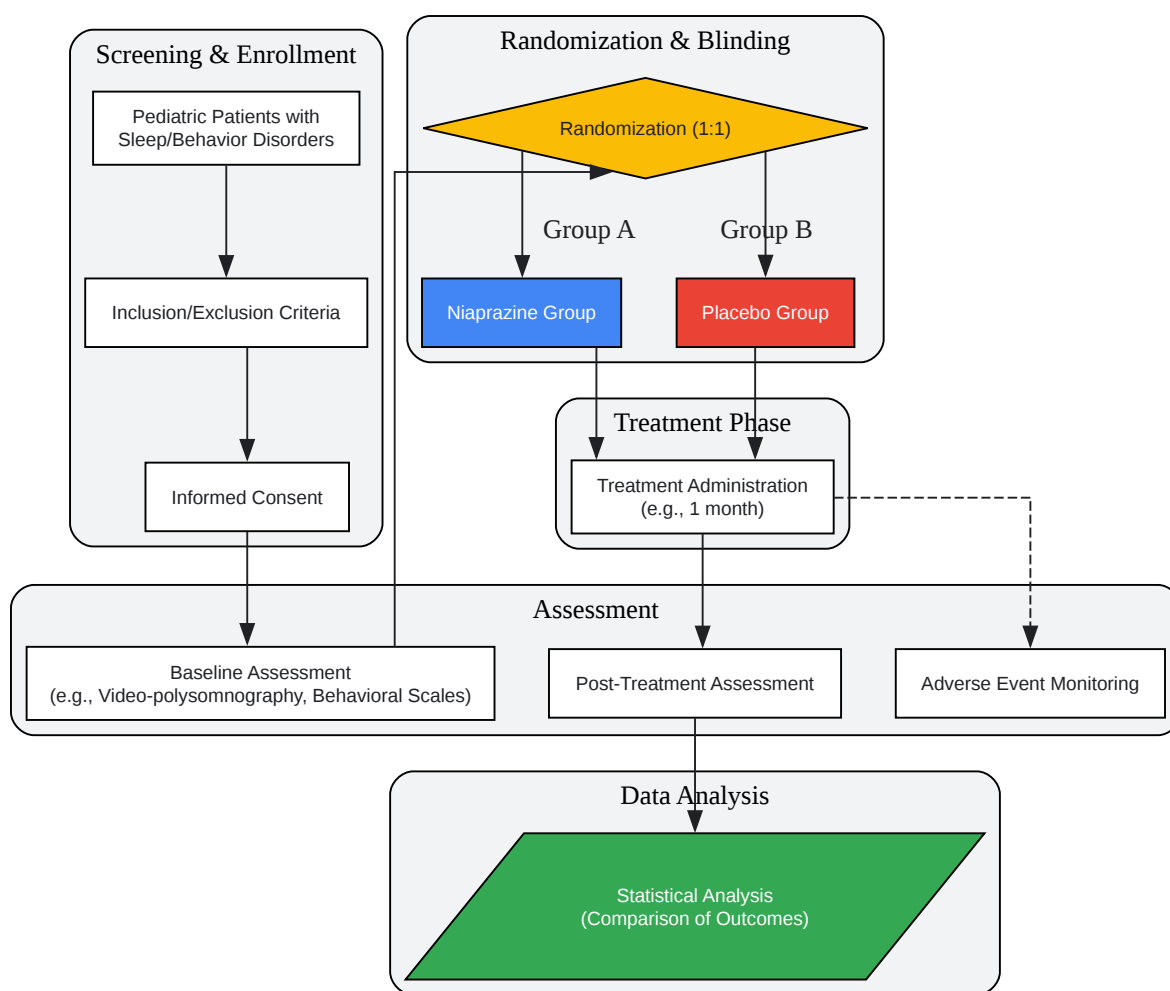 Screening & Enrollment
Pediatric Patients with
Sleep/Behavior Disorders
Inclusion/Exclusion Criteria
Informed Consent
Randomization & Blinding
Randomization (1:1)
Group A
Group B
Niaprazine Group
Placebo Group
Treatment Phase
Treatment Administration
(e.g., 1 month)
Assessment
Baseline Assessment
(e.g., Video-polysomnography, Behavioral Scales)
Post-Treatment Assessment
Adverse Event Monitoring
Data Analysis
Statistical Analysis
(Comparison of Outcomes)